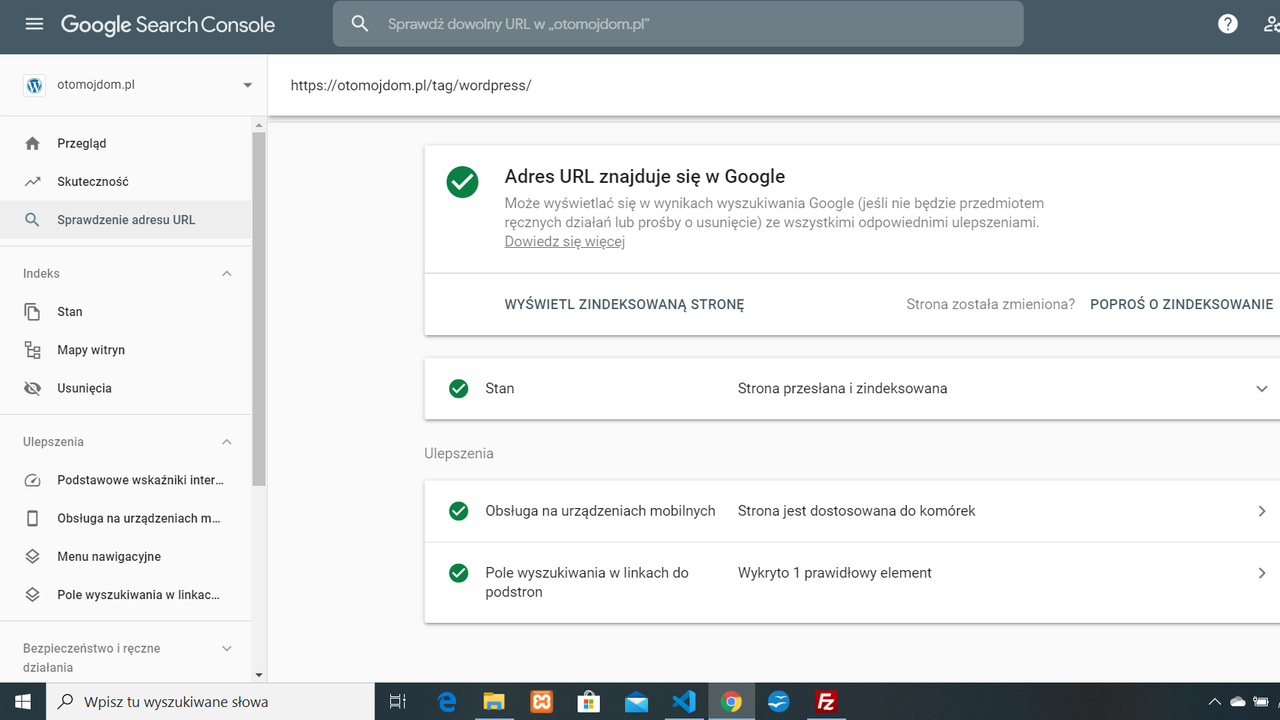 Google Search Console
Sprawdź dowolny URL w „otomojdom.pl”
otomojdom.pl
https://otomojdom.pl/tag/wordpress/
Przegląd
Skuteczność
Sprawdzenie adresu URL
Indeks
Stan
Mapy witryn
Usunięcia
Ulepszenia
Podstawowe wskaźniki inter...
Obsługa na urządzeniach m...
Menu nawigacyjne
Pole wyszukiwania w linkac...
Bezpieczeństwo i ręczne
działania
Adres URL znajduje się w Google
Może wyświetlać się w wynikach wyszukiwania Google (jeśli nie będzie przedmiotem
ręcznych działań lub prośby o usunięcie) ze wszystkimi odpowiednimi ulepszeniami.
Dowiedz się więcej
WYŚWIETL ZINDEKSOWANĄ STRONĘ
Strona została zmieniona? POPROŚ O ZINDEKSOWANIE
Stan Strona przesłana i zindeksowana
Ulepszenia
Obsługa na urządzeniach mobilnych Strona jest dostosowana do komórek
Pole wyszukiwania w linkach do Wykryto 1 prawidłowy element
podstron
Wpisz tu wyszukiwane słowa